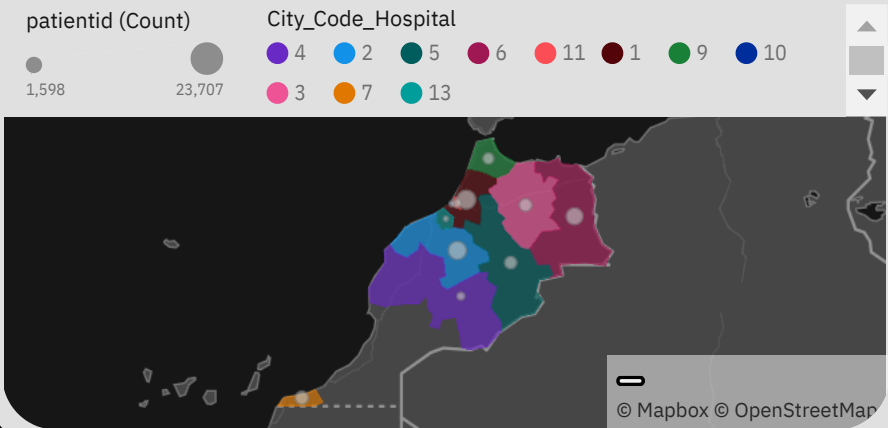 patientid (Count)
1,598
23,707
City_Code_Hospital
4 2 5 6 11 1 9 10
3 7 13
© Mapbox © OpenStreetMap